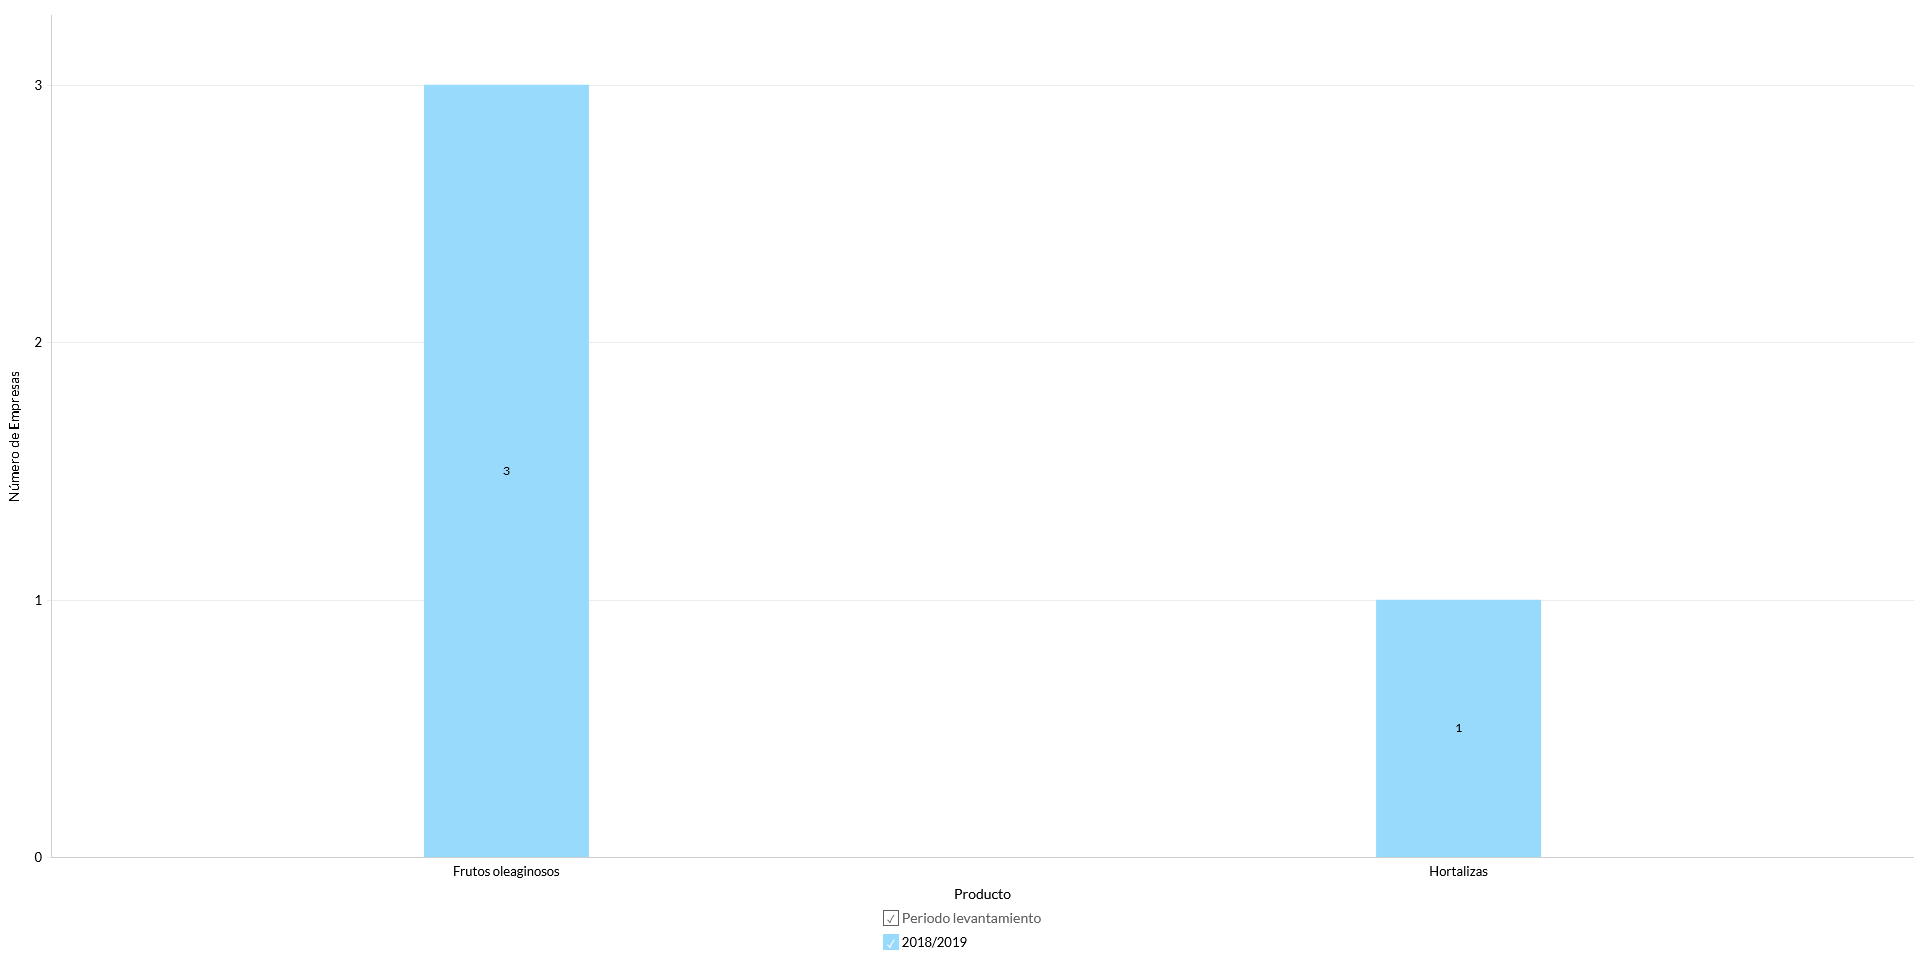 Número de Empresas
3
2
1
0
3
1
Frutos oleaginosos
Hortalizas
Producto
Periodo levantamiento
2018/2019